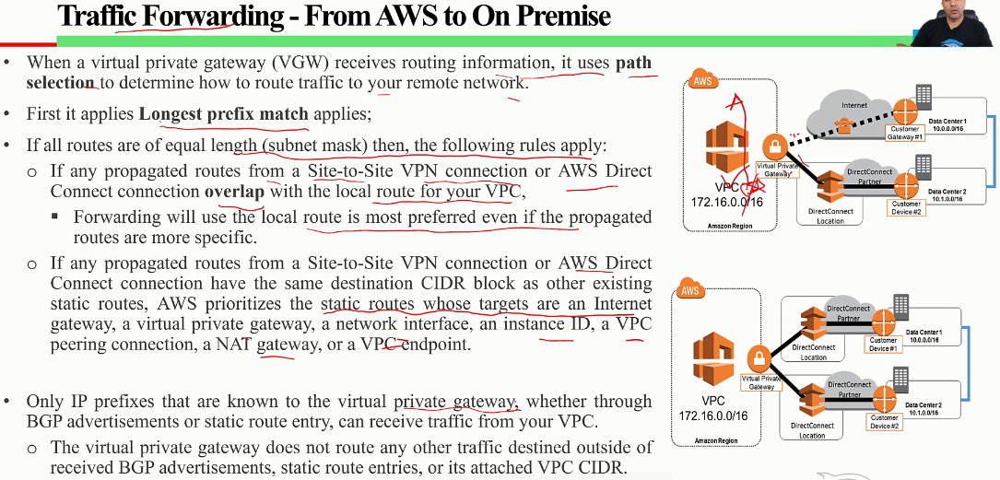 Traffic Forwarding - From AWS to On Premise
• When a virtual private gateway (VGW) receives routing information, it uses path
selection to determine how to route traffic to your remote network.
• First it applies Longest prefix match applies;
• If all routes are of equal length (subnet mask) then, the following rules apply:
o If any propagated routes from a Site-to-Site VPN connection or AWS Direct
Connect connection overlap with the local route for your VPC,
▪ Forwarding will use the local route is most preferred even if the propagated
routes are more specific.
o If any propagated routes from a Site-to-Site VPN connection or AWS Direct
Connect connection have the same destination CIDR block as other existing
static routes, AWS prioritizes the static routes whose targets are an Internet
gateway, a virtual private gateway, a network interface, an instance ID, a VPC
peering connection, a NAT gateway, or a VPC endpoint.
• Only IP prefixes that are known to the virtual private gateway, whether through
BGP advertisements or static route entry, can receive traffic from your VPC.
o The virtual private gateway does not route any other traffic destined outside of
received BGP advertisements, static route entries, or its attached VPC CIDR.
AWS
Internet
Customer
Gateway #1
Data Center 1
10.0.0.0/16
Virtual Private
Gateway
VPC
172.16.0.0/16
Amazon Region
DirectConnect
Partner
DirectConnect
Location
Customer
Device #2
Data Center 2
10.1.0.0/16
AWS
DirectConnect
Partner
DirectConnect
Location
Customer
Device #1
Data Center 1
10.0.0.0/16
Virtual Private
Gateway
VPC
172.16.0.0/16
Amazon Region
DirectConnect
Partner
DirectConnect
Location
Customer
Device #2
Data Center 2
10.1.0.0/16